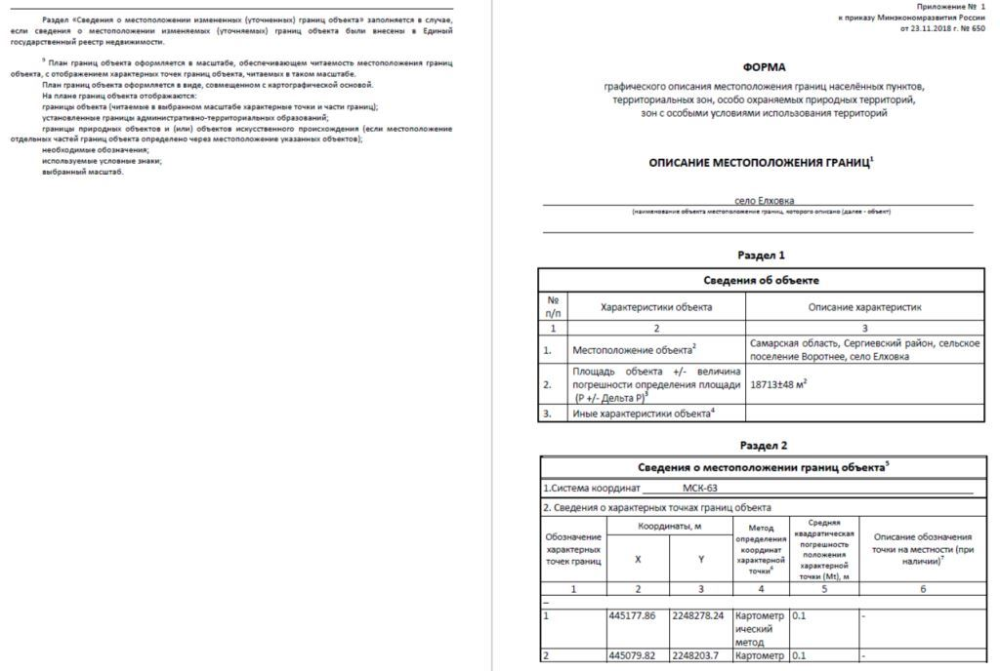 Раздел «Сведения о местоположении измененных (уточненных) границ объекта» заполняется в случае,
если сведения о местоположении изменяемых (уточняемых) границ объекта были внесены в Единый
государственный реестр недвижимости.
9 План границ объекта оформляется в масштабе, обеспечивающем читаемость местоположения границ
объекта, с отображением характерных точек границ объекта, читаемых в таком масштабе.
План границ объекта оформляется в виде, совмещенном с картографической основой.
На плане границ объекта отображаются:
границы объекта (читаемые в выбранном масштабе характерные точки и части границ);
установленные границы административно-территориальных образований;
границы природных объектов и (или) объектов искусственного происхождения (если местоположение
отдельных частей границ объекта определено через местоположение указанных объектов);
необходимые обозначения;
используемые условные знаки;
выбранный масштаб.
Приложение № 1
к приказу Минэкономразвития России
от 23.11.2018 г. № 650
ФОРМА
графического описания местоположения границ населённых пунктов,
территориальных зон, особо охраняемых природных территорий,
зон с особыми условиями использования территорий
ОПИСАНИЕ МЕСТОПОЛОЖЕНИЯ ГРАНИЦ1
село Елховка
(наименование объекта местоположение границ, которого описано (далее - объект)
Раздел 1
Сведения об объекте
№
п/п
Характеристики объекта
Описание характеристик
1
2
3
1.
Местоположение объекта2
Самарская область, Сергиевский район, сельское
поселение Воротнее, село Елховка
2.
Площадь объекта +/- величина
погрешности определения площади
(Р +/- Дельта Р)3
18713±48 м2
3.
Иные характеристики объекта4
Раздел 2
Сведения о местоположении границ объекта5
1.Система координат МСК-63
2. Сведения о характерных точках границ объекта
Обозначение
характерных
точек границ
Координаты, м
X
Y
Метод
определения
координат
характерной
точки6
Средняя
квадратическая
погрешность
положения
характерной
точки (Mt), м
Описание обозначения
точки на местности (при
наличии)7
1
2
3
4
5
6
–
1
445177.86
2248278.24
Картометр
ический
метод
0.1
-
2
445079.82
2248203.7
Картометр
0.1
-